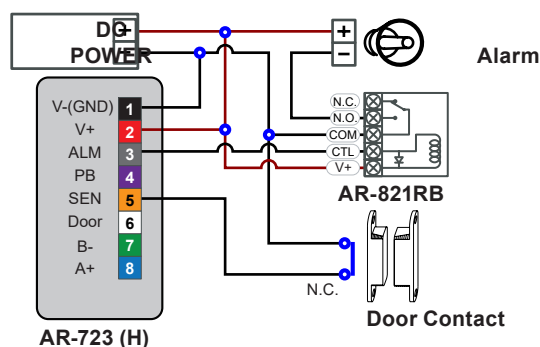 DC
POWER
+
−
+
−
Alarm
V-(GND) 1
V+ 2
ALM 3
PB 4
SEN 5
Door 6
B- 7
A+ 8
AR-723 (H)
N.C.
N.O.
COM
CTL
V+
AR-821RB
N.C.
Door Contact